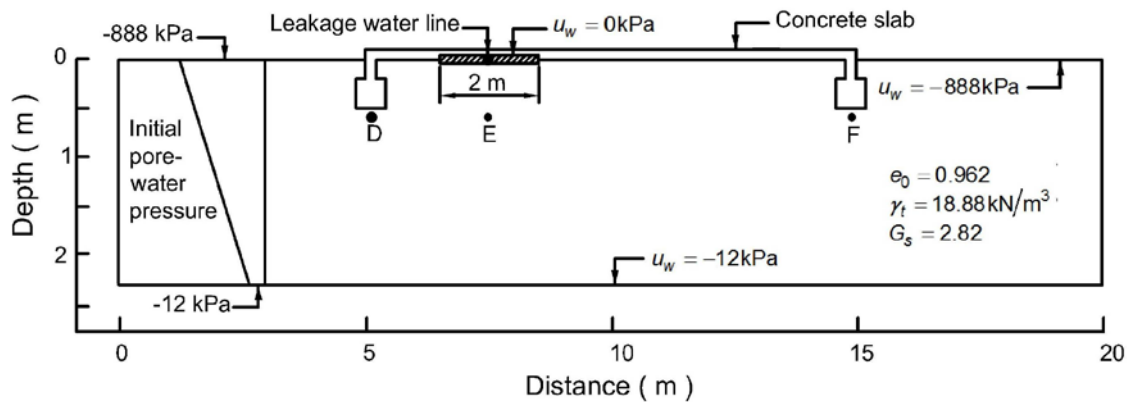 Leakage water line
u_w = 0kPa
Concrete slab
-888 kPa
0
2 m
u_w = −888kPa
D
E
F
Initial
pore-
water
pressure
1
e_0 = 0.962
γ_t = 18.88kN/m³
G_s = 2.82
2
u_w = −12kPa
-12 kPa
Depth ( m )
0
5
10
15
20
Distance ( m )